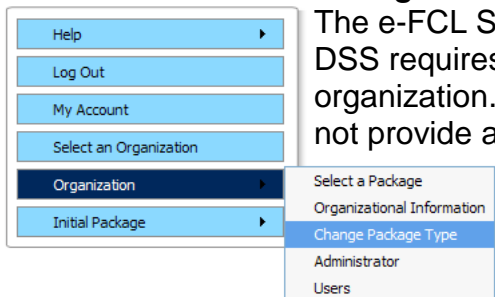 The e-FCL S
DSS requires
organization.
not provide a
Help
Log Out
My Account
Select an Organization
Organization
Initial Package
Select a Package
Organizational Information
Change Package Type
Administrator
Users